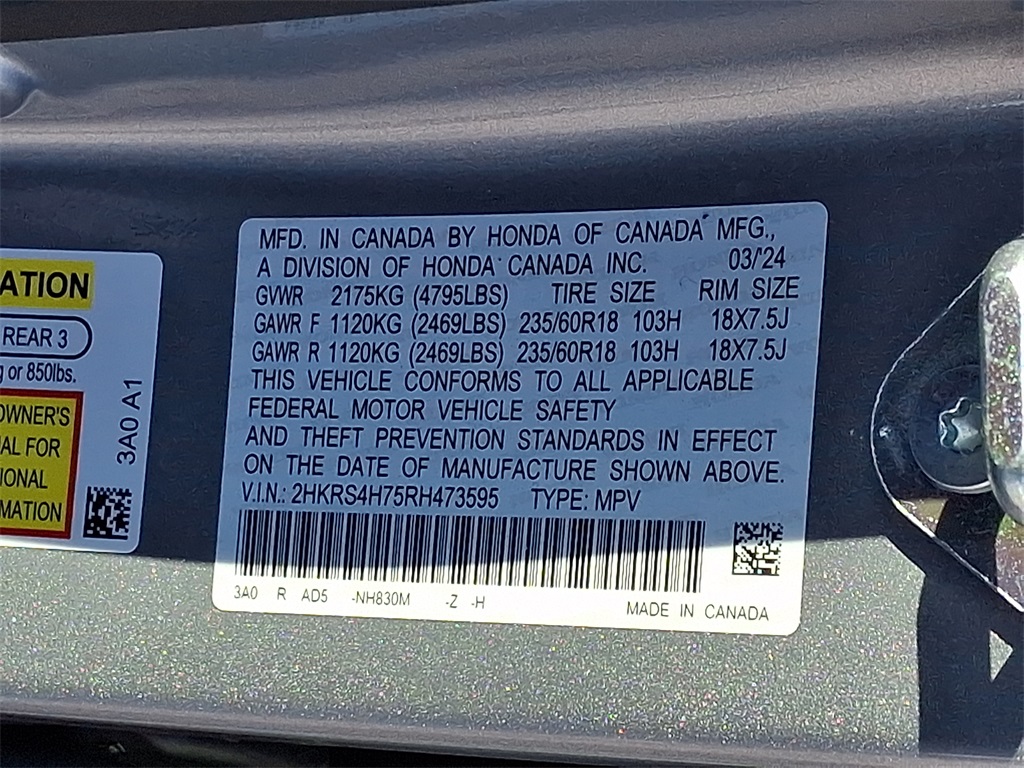 ATION
REAR 3
g or 850lbs.
OWNER'S
AL FOR
IONAL
MATION
3A0 A1
MFD. IN CANADA BY HONDA OF CANADA MFG.,
A DIVISION OF HONDA CANADA INC. 03/24
GVWR 2175KG (4795LBS) TIRE SIZE RIM SIZE
GAWR F 1120KG (2469LBS) 235/60R18 103H 18X7.5J
GAWR R 1120KG (2469LBS) 235/60R18 103H 18X7.5J
THIS VEHICLE CONFORMS TO ALL APPLICABLE
FEDERAL MOTOR VEHICLE SAFETY
AND THEFT PREVENTION STANDARDS IN EFFECT
ON THE DATE OF MANUFACTURE SHOWN ABOVE.
V.I.N.: 2HKRS4H75RH473595 TYPE: MPV
3A0 R AD5 -NH830M -Z -H MADE IN CANADA